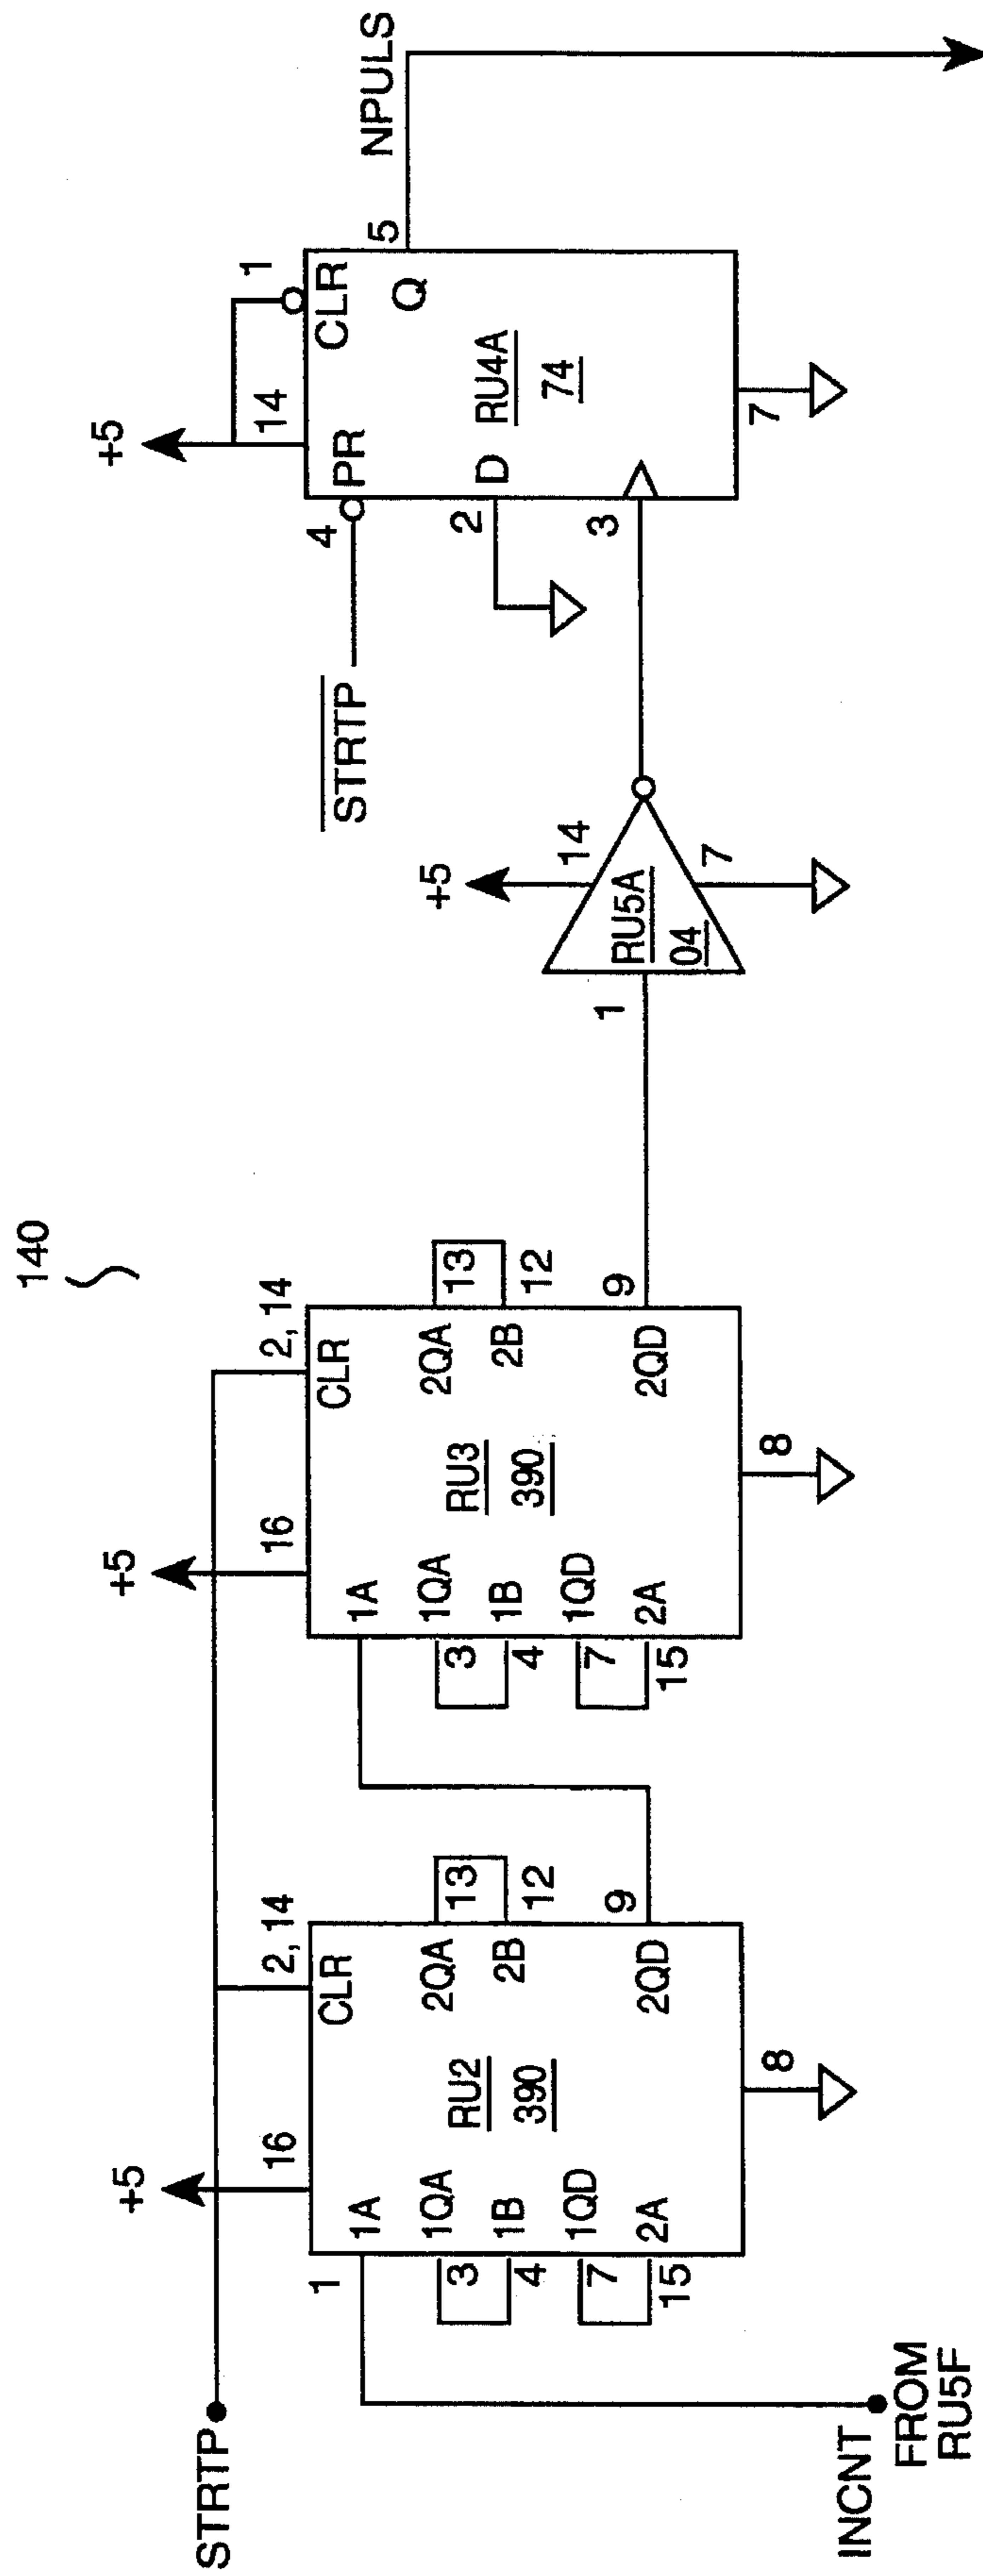 140
STRTP
INCNT
FROM
RU5F
+5
16
2, 14
1
1A
CLR
1QA
2QA
3
13
1B
2B
4
12
RU2
390
1QD
7
2A
2QD
15
9
8
+5
16
2, 14
1A
CLR
1QA
2QA
3
13
1B
2B
4
12
RU3
390
1QD
7
2A
2QD
15
9
8
1
+5
14
RU5A
04
7
STRTP
+5
14
1
4
PR
CLR
5
NPULS
Q
2
D
RU4A
74
3
7